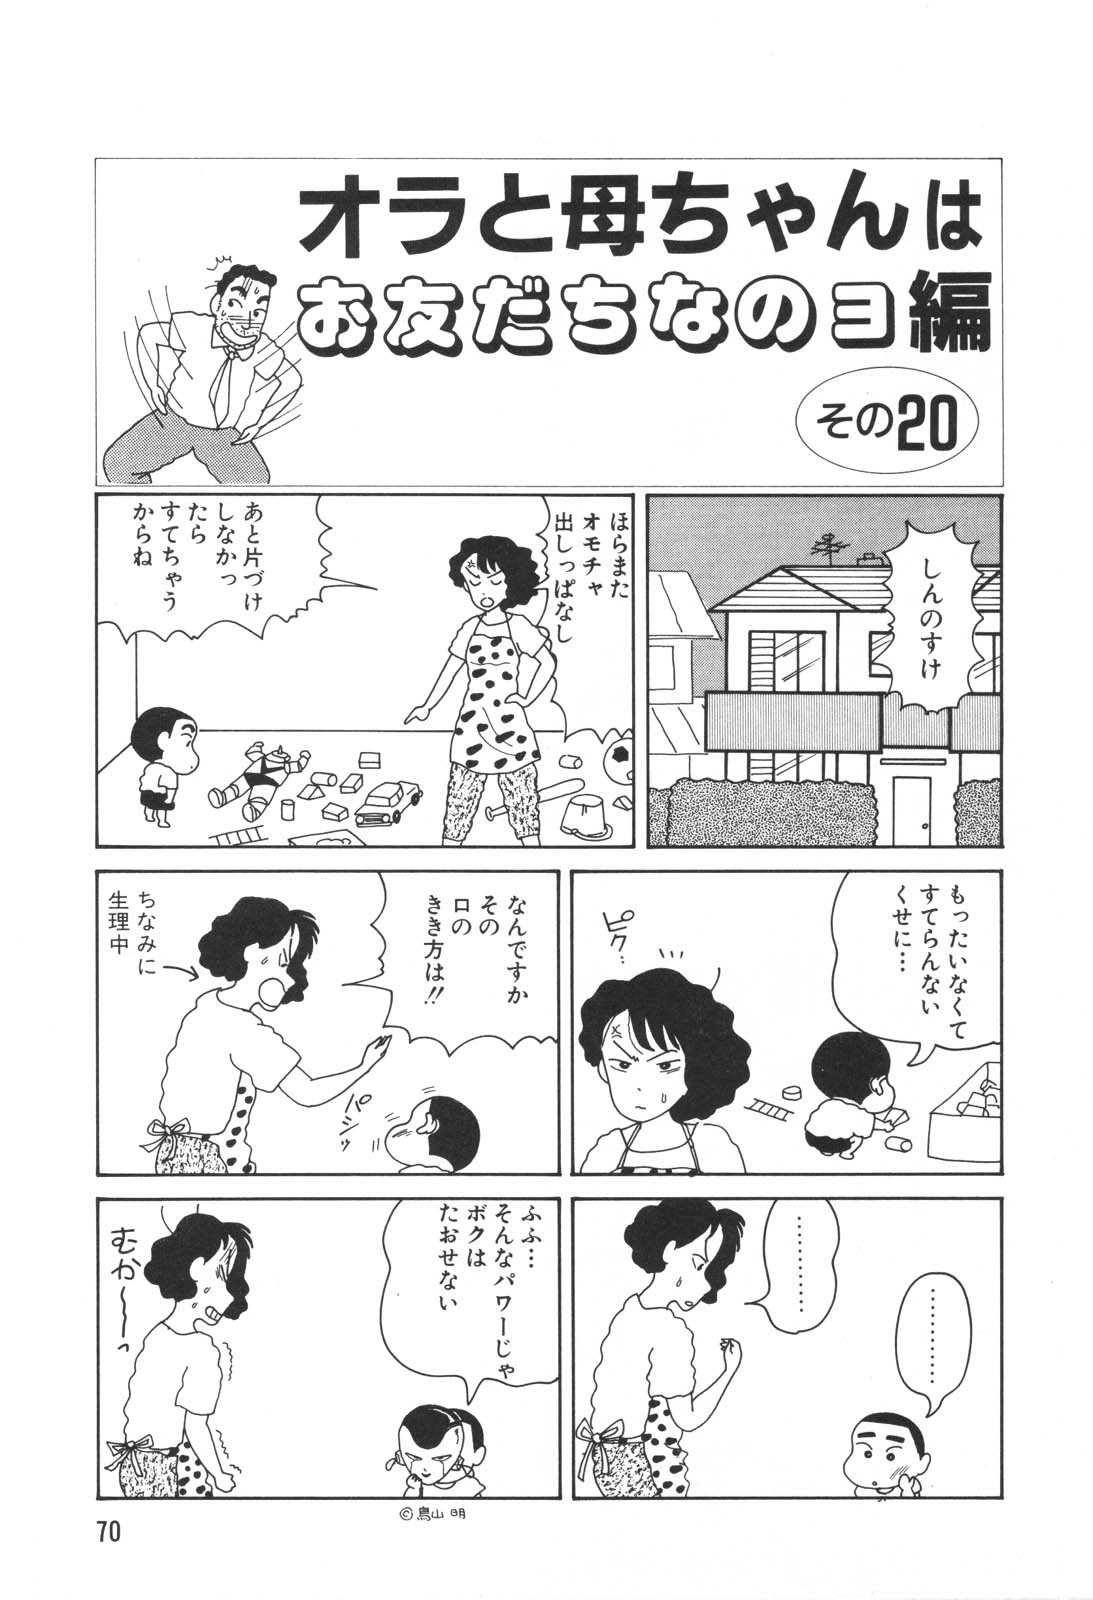 オラと母ちゃんは
お友だちなのョ編
その20
しんのすけ
ほらまた
オモチャ
出しっぱなし
あと片づけ
しなかっ
たら
すてちゃう
からね
もったいなくて
すてらんない
くせに…
ピク…
なんですか
その
口の
きき方は!!
ちなみに
生理中
パシッ
…………
…………
ふふ…
そんなパワーじゃ
ボクは
たおせない
むかーっ
©鳥山明
70